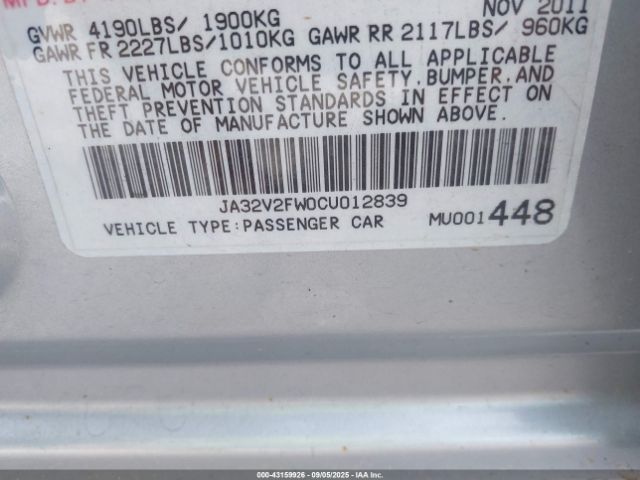 NOV 2011
GVWR 4190LBS/ 1900KG
GAWR FR 2227LBS/1010KG GAWR RR 2117LBS/ 960KG
THIS VEHICLE CONFORMS TO ALL APPLICABLE
FEDERAL MOTOR VEHICLE SAFETY,BUMPER,AND
THEFT PREVENTION STANDARDS IN EFFECT ON
THE DATE OF MANUFACTURE SHOWN ABOVE.
JA32V2FW0CU012839
VEHICLE TYPE:PASSENGER CAR MU001448
000-43159926 - 09/05/2025 - IAA Inc.